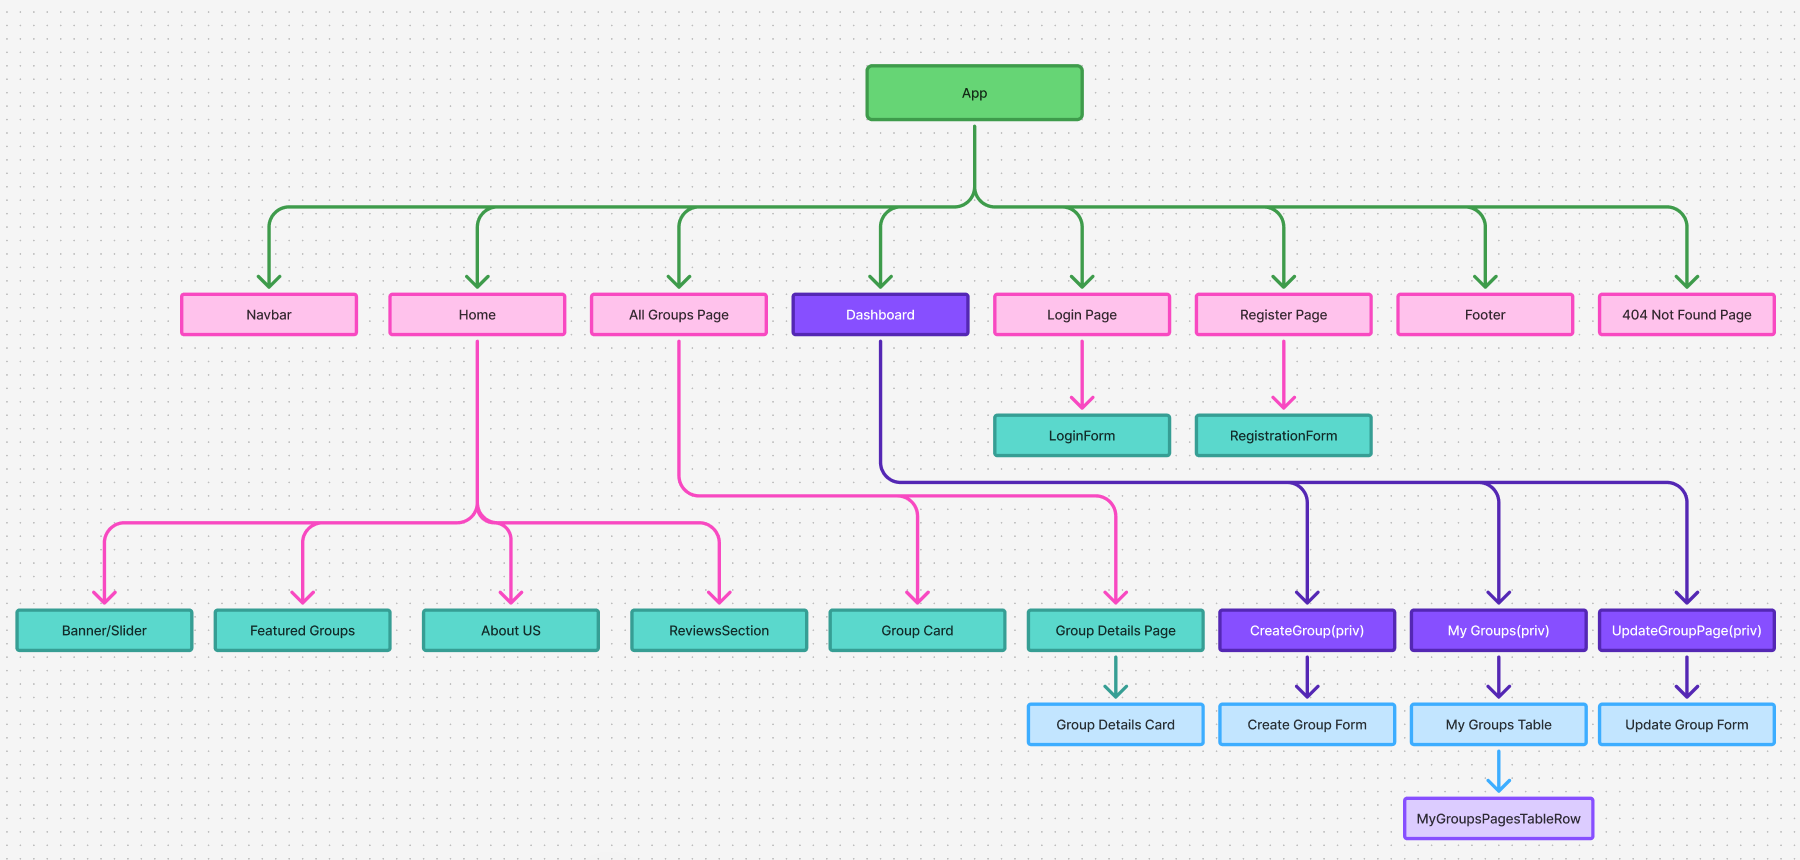 App
Navbar
Home
All Groups Page
Dashboard
Login Page
Register Page
Footer
404 Not Found Page
LoginForm
RegistrationForm
Banner/Slider
Featured Groups
About US
ReviewsSection
Group Card
Group Details Page
CreateGroup(priv)
My Groups(priv)
UpdateGroupPage(priv)
Group Details Card
Create Group Form
My Groups Table
Update Group Form
MyGroupsPagesTableRow